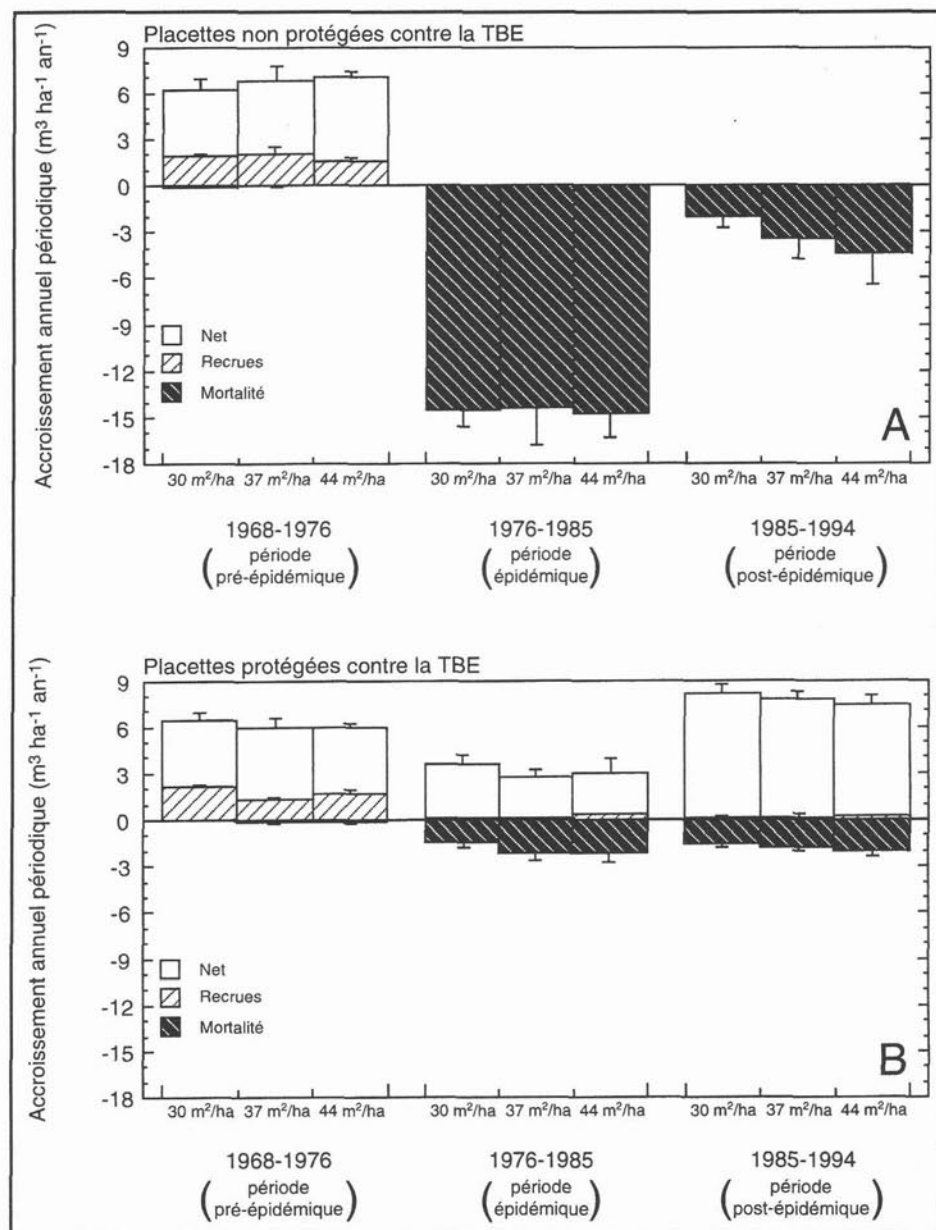 Placettes non protégées contre la TBE
Accroissement annuel périodique (m³ ha⁻¹ an⁻¹)
9
6
3
0
-3
-6
-9
-12
-15
-18
Net
Recrues
Mortalité
A
30 m²/ha 37 m²/ha 44 m²/ha 30 m²/ha 37 m²/ha 44 m²/ha 30 m²/ha 37 m²/ha 44 m²/ha
1968-1976 1976-1985 1985-1994
(période pré-épidémique) (période épidémique) (période post-épidémique)
Placettes protégées contre la TBE
Accroissement annuel périodique (m³ ha⁻¹ an⁻¹)
9
6
3
0
-3
-6
-9
-12
-15
-18
Net
Recrues
Mortalité
B
30 m²/ha 37 m²/ha 44 m²/ha 30 m²/ha 37 m²/ha 44 m²/ha 30 m²/ha 37 m²/ha 44 m²/ha
1968-1976 1976-1985 1985-1994
(période pré-épidémique) (période épidémique) (période post-épidémique)